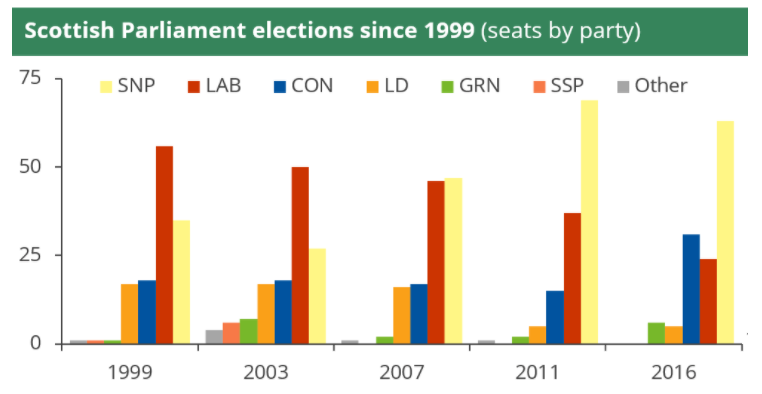 Scottish Parliament elections since 1999 (seats by party)
75
SNP LAB CON LD GRN SSP Other
50
25
0
1999 2003 2007 2011 2016